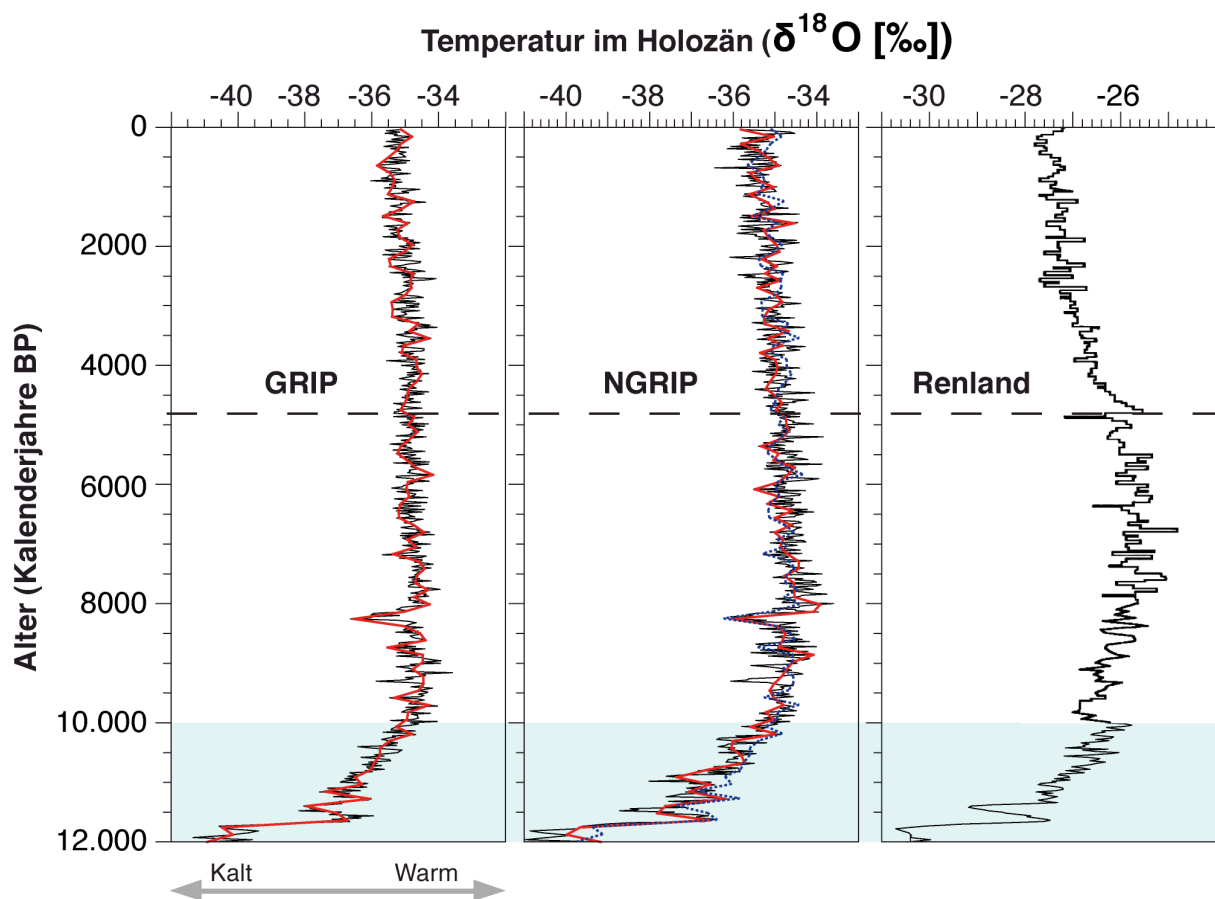 Temperatur im Holozän (δ¹⁸O [‰])
-40 -38 -36 -34 -40 -38 -36 -34 -30 -28 -26
0
2000
4000
GRIP NGRIP Renland
6000
8000
10.000
12.000
Alter (Kalenderjahre BP)
Kalt Warm